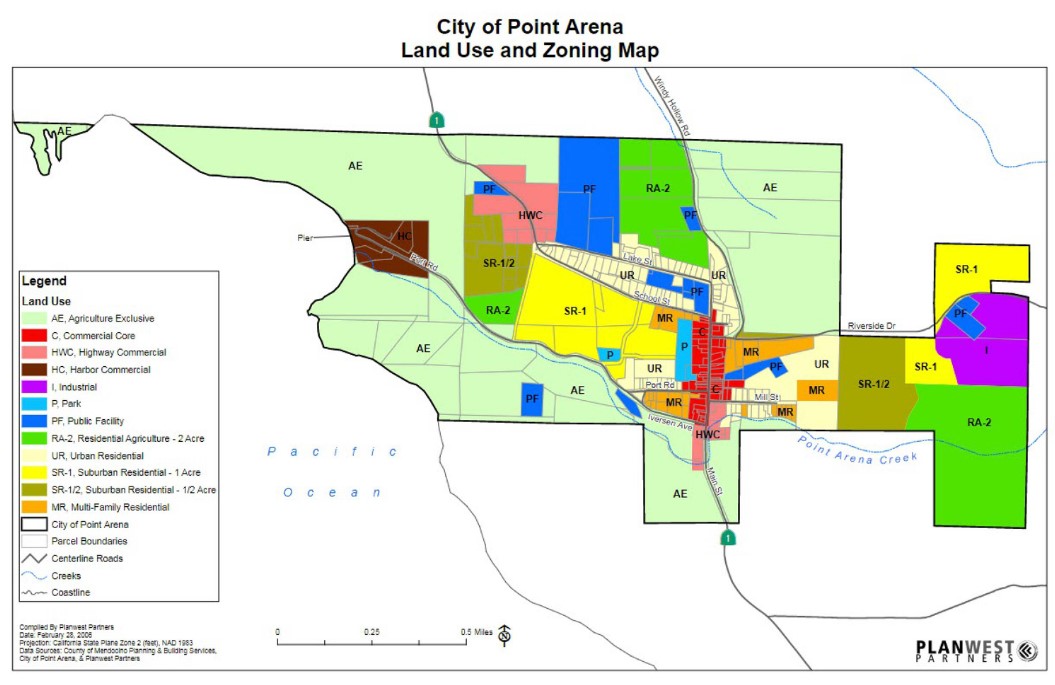 City of Point Arena
Land Use and Zoning Map
1
Windy Hollow Rd
AE
AE
PF
PF
RA-2
AE
PF
HWC
HC
Pier
Port Rd
SR-1/2
Lake St
UR
UR
School St
PF
SR-1
PF
RA-2
SR-1
MR
C
P
Riverside Dr
I
AE
P
MR
UR
PF
UR
SR-1
SR-1/2
Port Rd
AE
PF
C
MR
Mill St
MR
MR
RA-2
Iversen Ave
HWC
Point Arena Creek
Main St
AE
1
Pacific
Ocean
Legend
Land Use
AE, Agriculture Exclusive
C, Commercial Core
HWC, Highway Commercial
HC, Harbor Commercial
I, Industrial
P, Park
PF, Public Facility
RA-2, Residential Agriculture - 2 Acre
UR, Urban Residential
SR-1, Suburban Residential - 1 Acre
SR-1/2, Suburban Residential - 1/2 Acre
MR, Multi-Family Residential
City of Point Arena
Parcel Boundaries
Centerline Roads
Creeks
Coastline
Compiled By Planwest Partners
Date: February 28, 2006
Projection: California State Plane Zone 2 (feet), NAD 1983
Data Sources: County of Mendocino Planning & Building Services,
City of Point Arena, & Planwest Partners
0 0.25 0.5 Miles
N
PLANWEST
PARTNERS